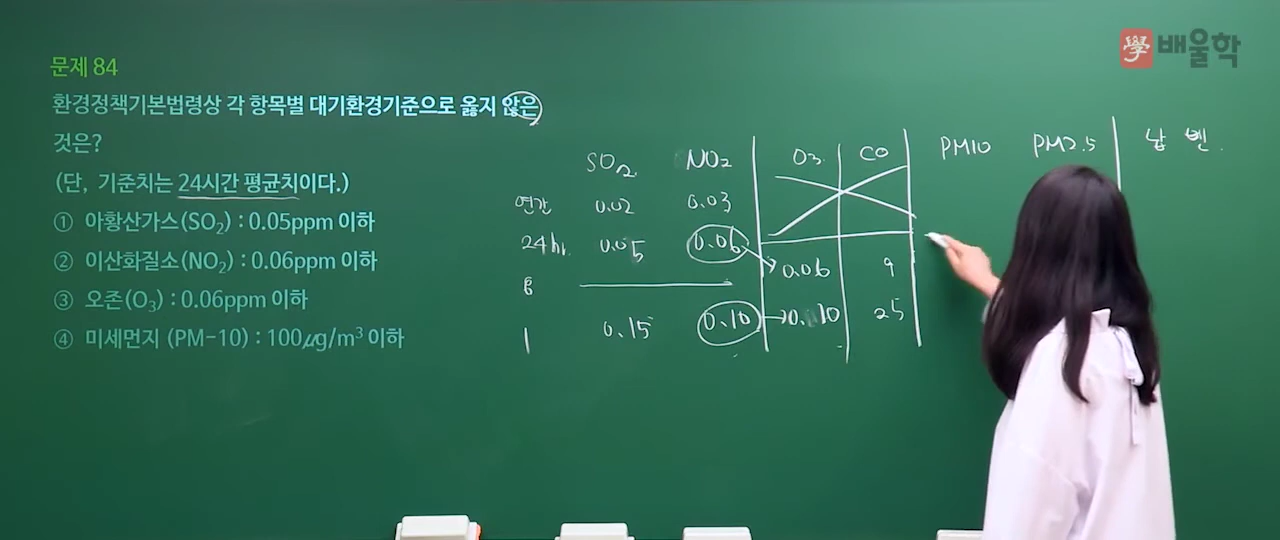 學 배울학
문제 84
환경정책기본법령상 각 항목별 대기환경기준으로 옳지 않은
것은?
(단, 기준치는 24시간 평균치이다.)
① 아황산가스(SO₂) : 0.05ppm 이하
② 이산화질소(NO₂) : 0.06ppm 이하
③ 오존(O₃) : 0.06ppm 이하
④ 미세먼지 (PM-10) : 100㎍/m³ 이하
SO₂ NO₂ O₃ CO PM10 PM2.5 납 벤
연간 0.02 0.03
24hr 0.05 0.06
8 0.06 9
1 0.15 0.10 0.10 25